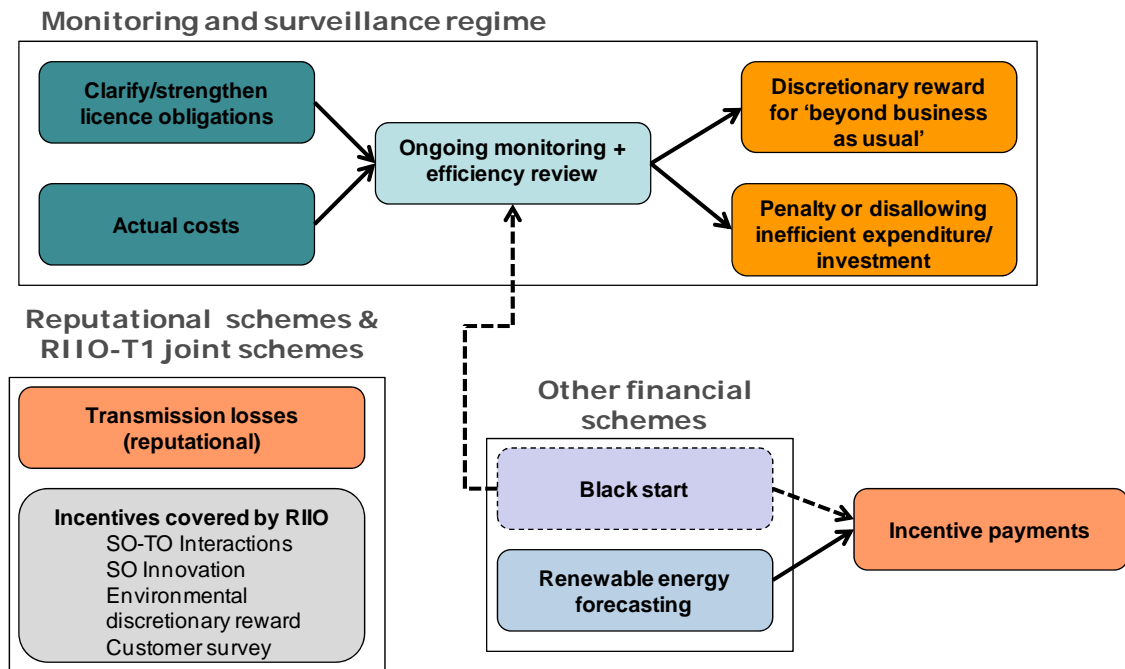 Monitoring and surveillance regime
Clarify/strengthen
licence obligations
Actual costs
Ongoing monitoring +
efficiency review
Discretionary reward
for ‘beyond business
as usual’
Penalty or disallowing
inefficient expenditure/
investment
Reputational schemes &
RIIO-T1 joint schemes
Transmission losses
(reputational)
Incentives covered by RIIO
SO-TO Interactions
SO Innovation
Environmental
discretionary reward
Customer survey
Other financial
schemes
Black start
Renewable energy
forecasting
Incentive payments